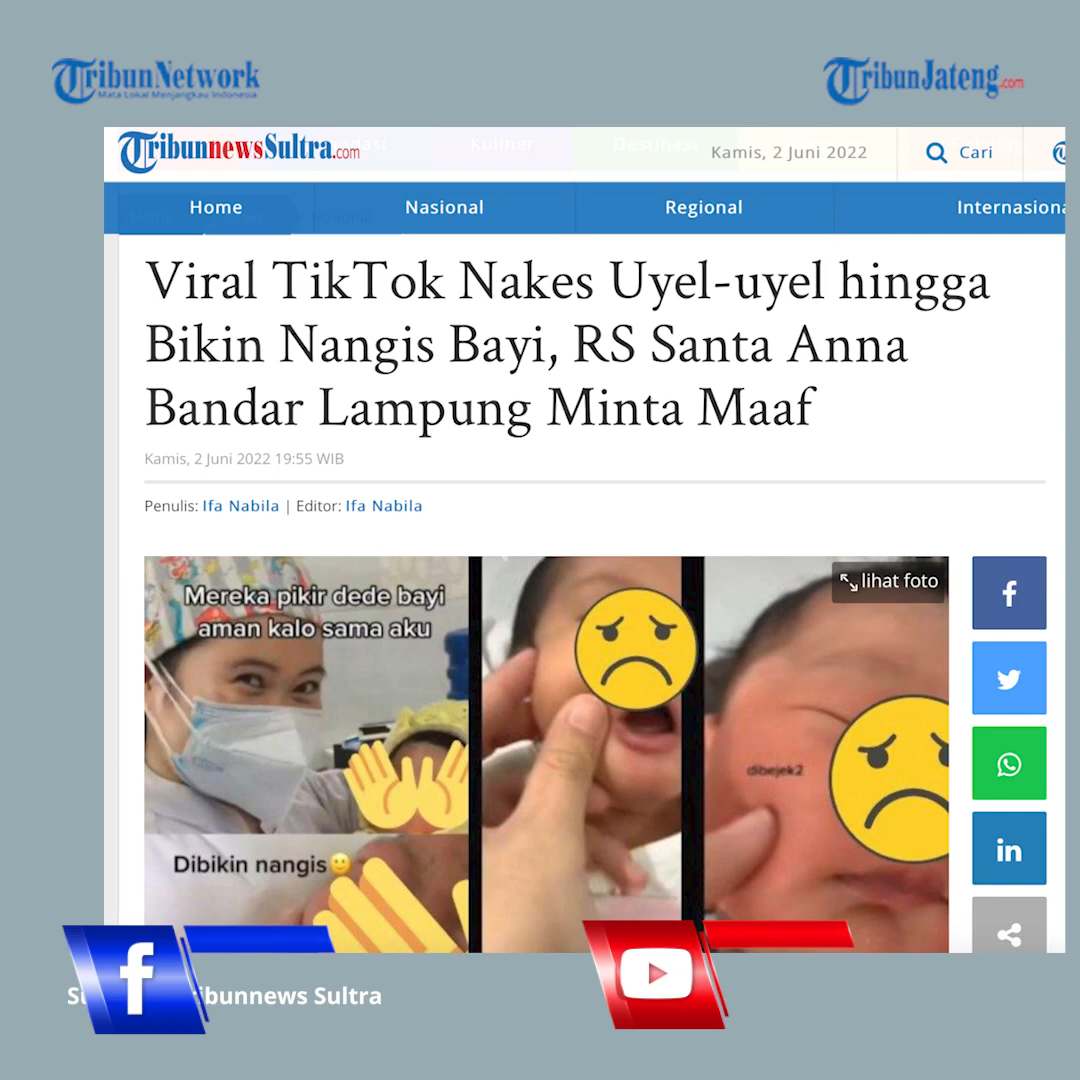 TribunNetwork
Mata Lokal Menjangkau Indonesia
TribunJateng.com
TribunnewsSultra.com
Kuliner
Destinasi
Kamis, 2 Juni 2022
Cari
Home
Nasional
Regional
Internasiona
Viral TikTok Nakes Uyel-uyel hingga
Bikin Nangis Bayi, RS Santa Anna
Bandar Lampung Minta Maaf
Kamis, 2 Juni 2022 19:55 WIB
Penulis: Ifa Nabila | Editor: Ifa Nabila
lihat foto
Mereka pikir dede bayi
aman kalo sama aku
dibejek2
Dibikin nangis🙂
ribunnews Sultra